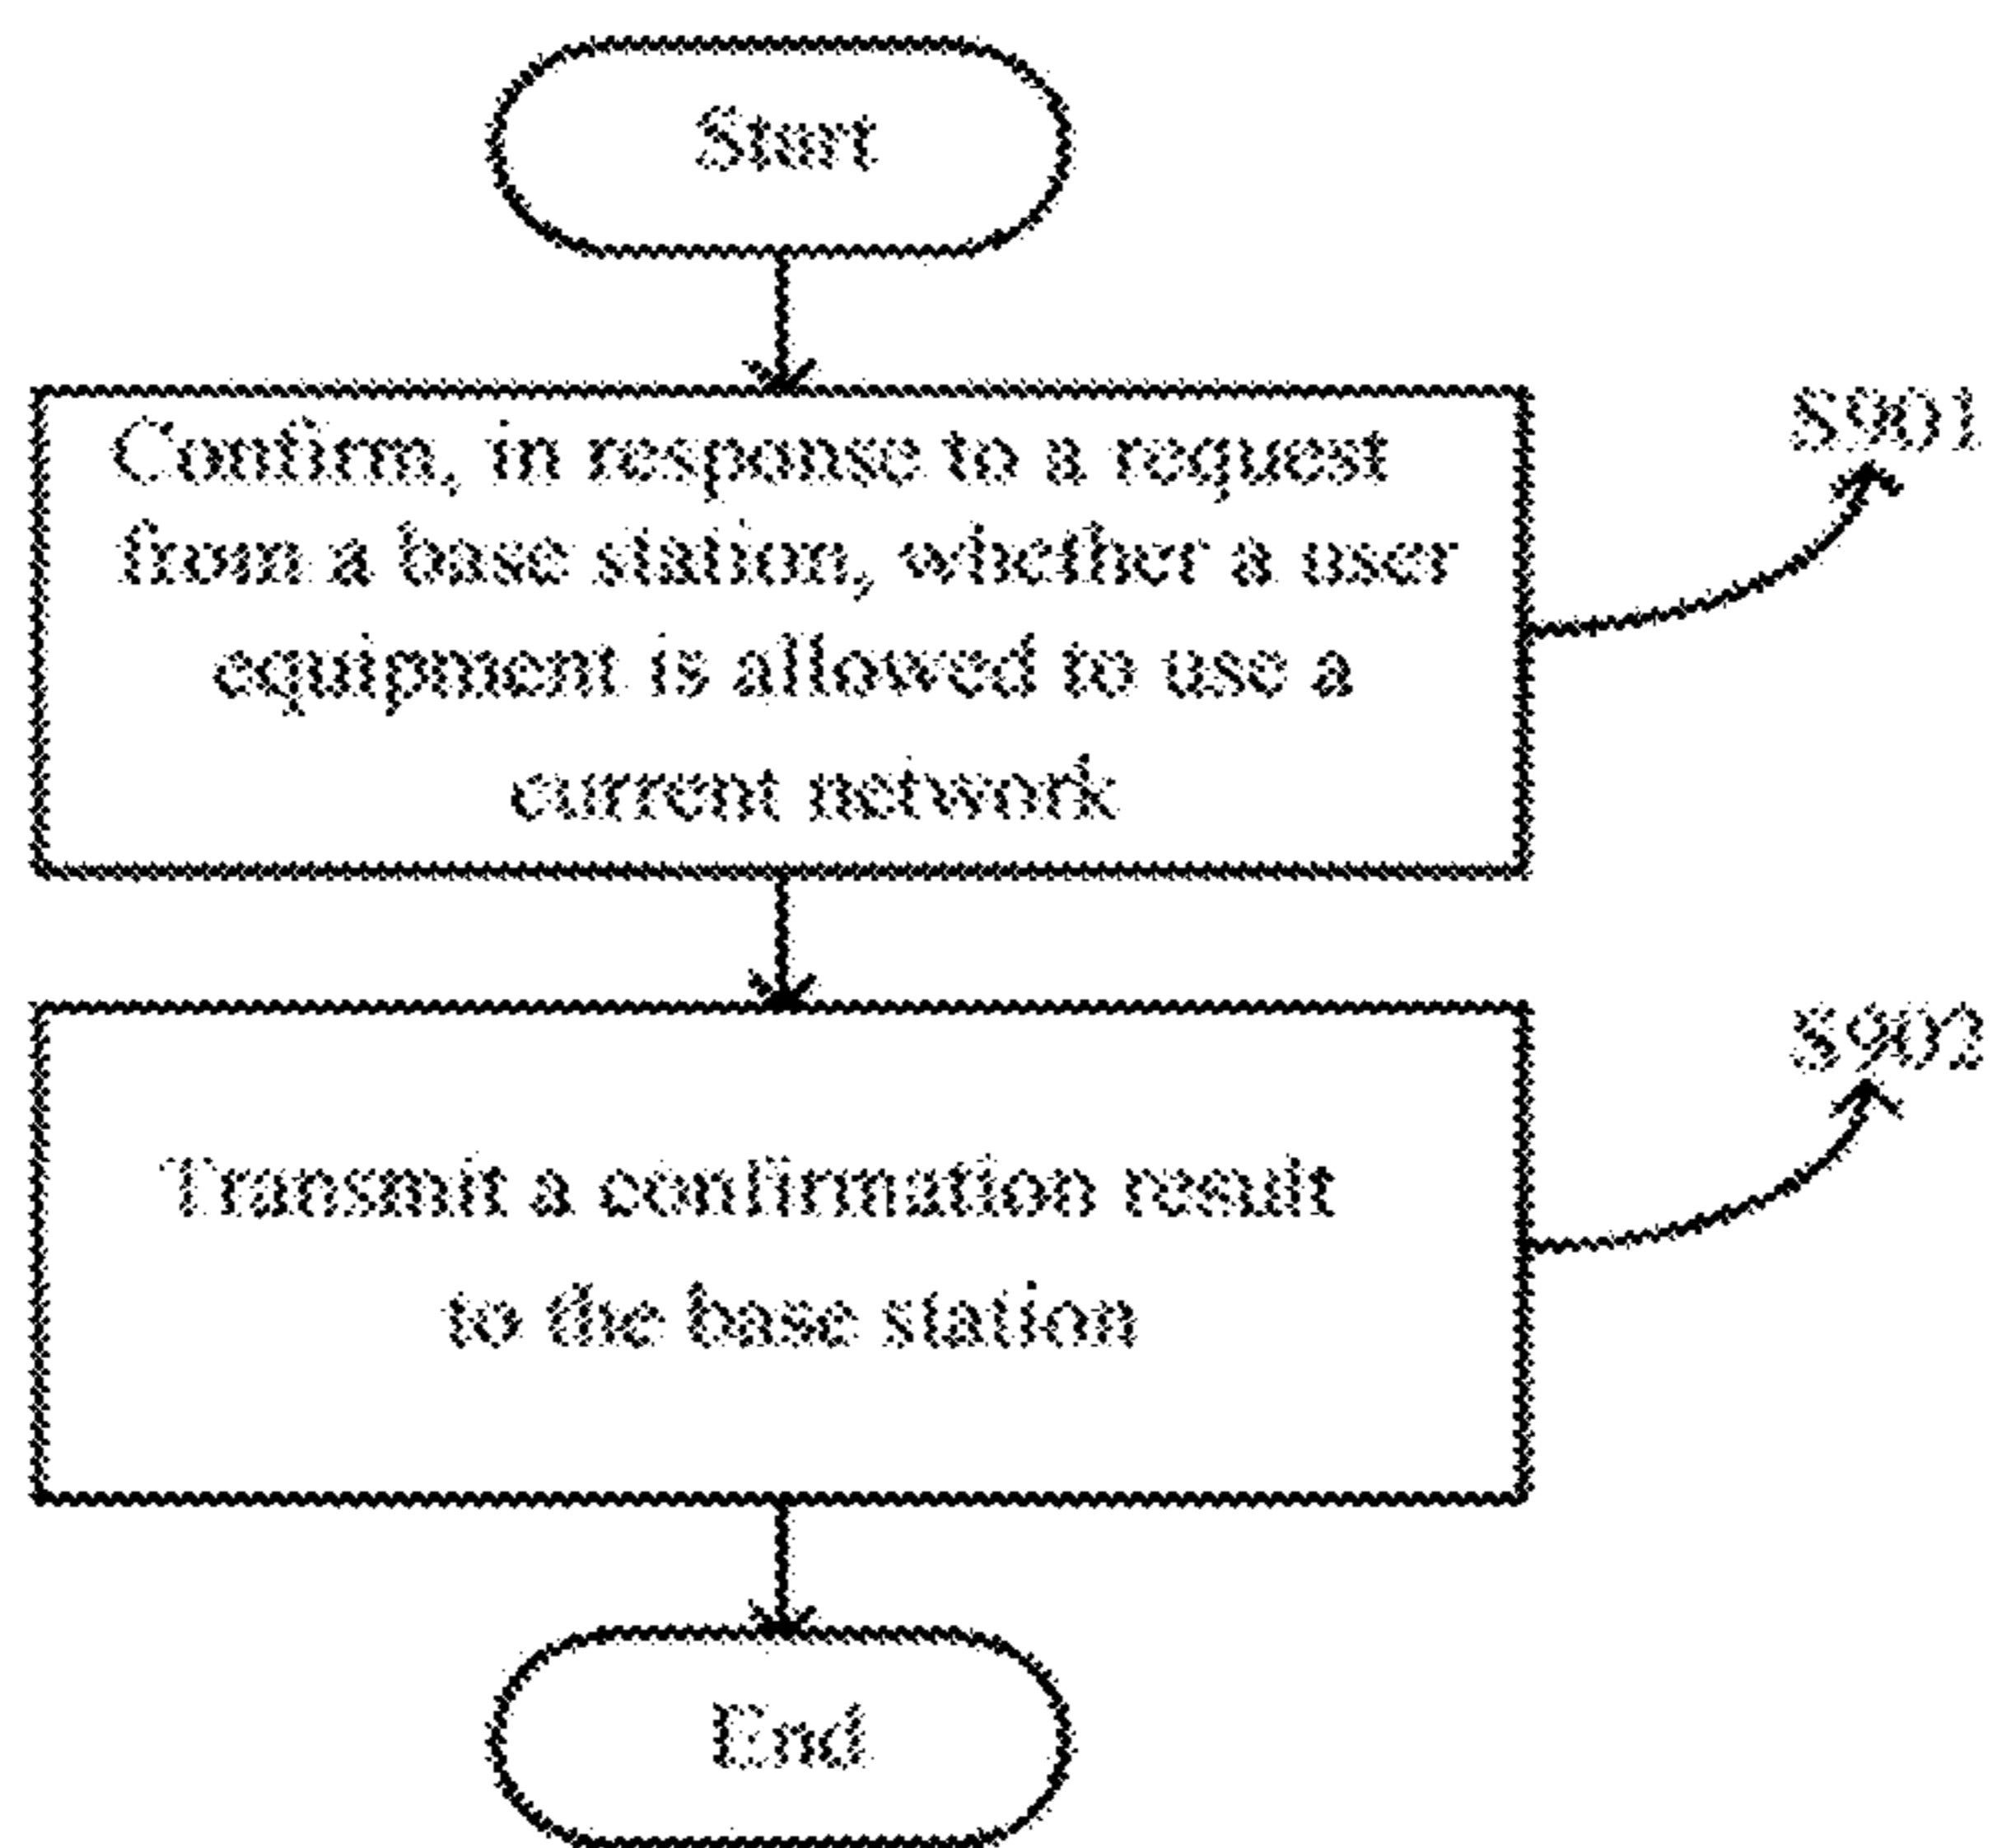 Start
Confirm, in response to a request
from a base station, whether a user
equipment is allowed to use a
current network
S901
Transmit a confirmation result
to the base station
S902
End